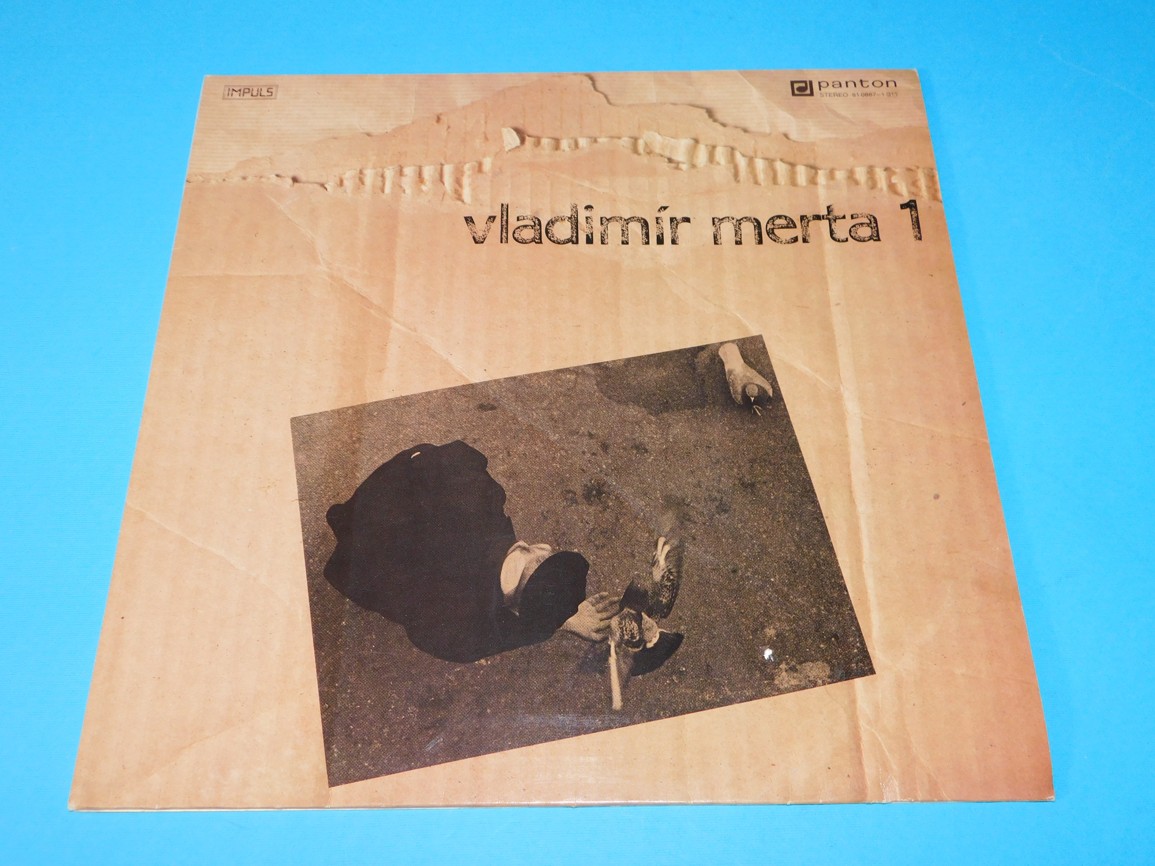 IMPULS
panton
STEREO
vladimír merta 1